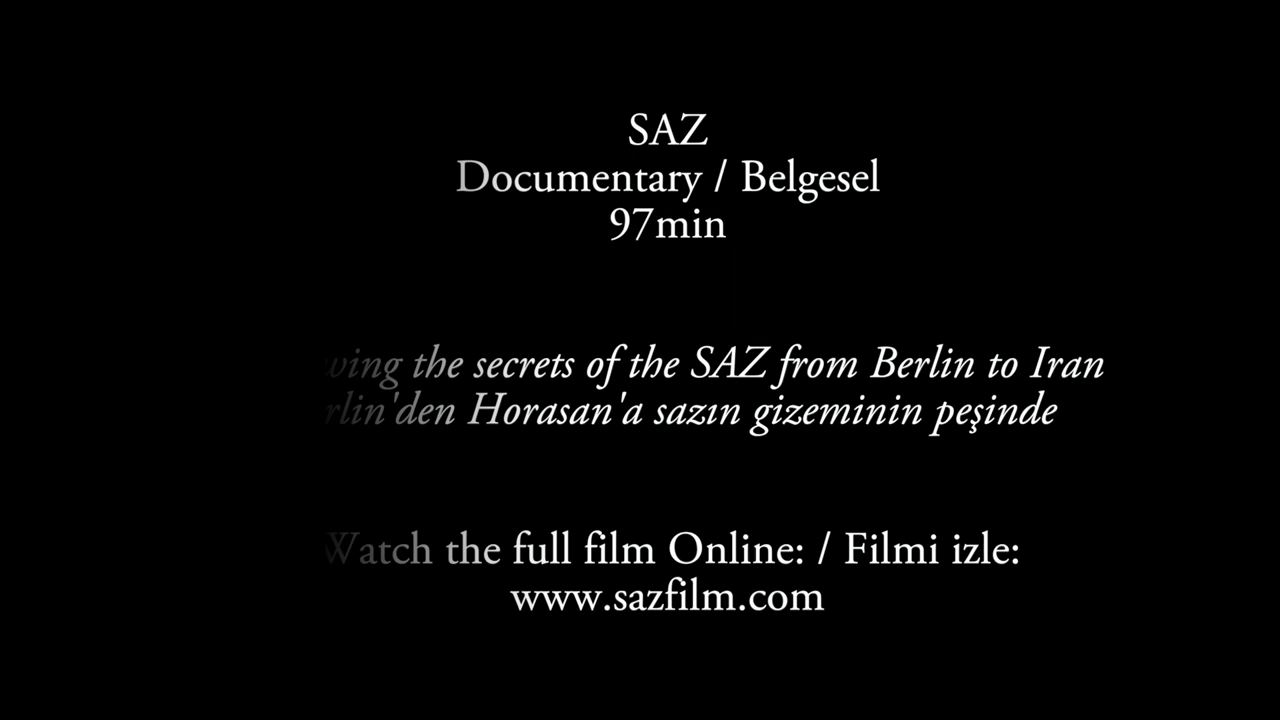 SAZ
Documentary / Belgesel
97min
the secrets of the SAZ from Berlin to Iran
Horasan'a sazın gizeminin peşinde
Watch the full film Online: / Filmi izle:
www.sazfilm.com